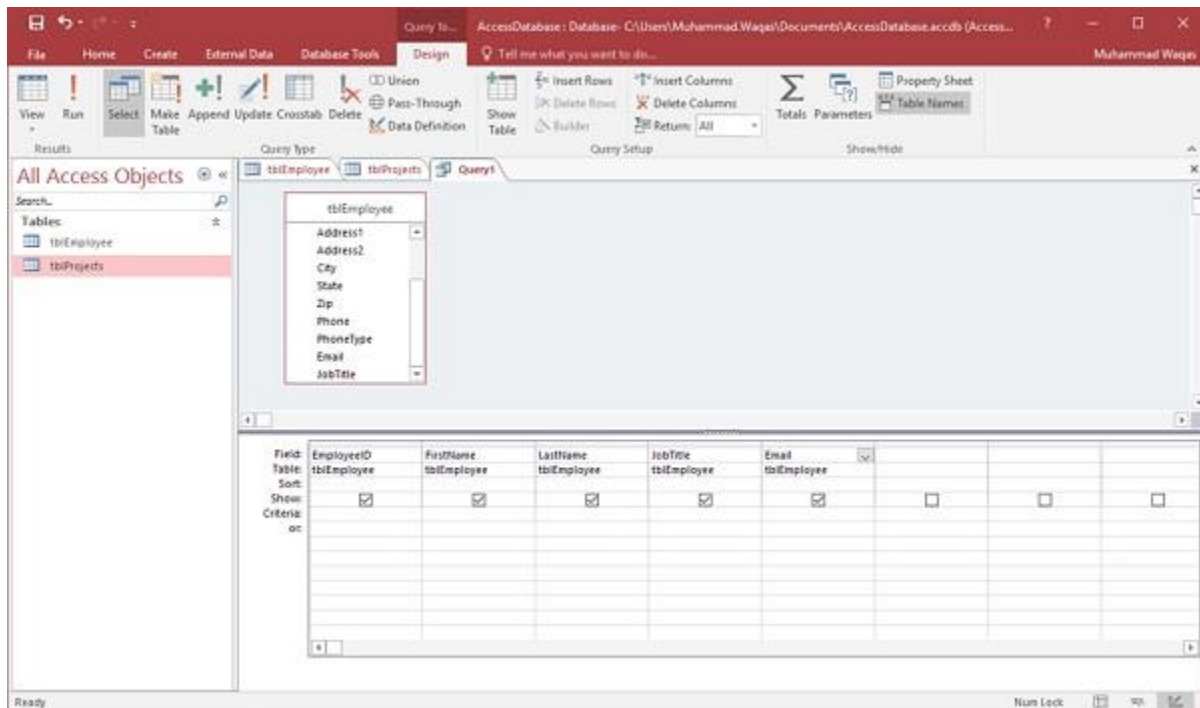 Query To... AccessDatabase : Database- C:\Users\Muhammad.Waqas\Documents\AccessDatabase.accdb (Access... ?
File Home Create External Data Database Tools Design Tell me what you want to do... Muhammad Waqas
View Run Select Make Table Append Update Crosstab Delete
Union
Pass-Through
Data Definition
Show Table
Insert Rows
Delete Rows
Builder
Insert Columns
Delete Columns
Return: All
Totals Parameters
Property Sheet
Table Names
Results Query Type Query Setup Show/Hide
All Access Objects
Search...
Tables
tblEmployee
tblProjects
tblEmployee tblProjects Query1
tblEmployee
Address1
Address2
City
State
Zip
Phone
PhoneType
Email
JobTitle
Field: EmployeeID FirstName LastName JobTitle Email
Table: tblEmployee tblEmployee tblEmployee tblEmployee tblEmployee
Sort:
Show:
Criteria:
or:
Ready Num Lock SQL